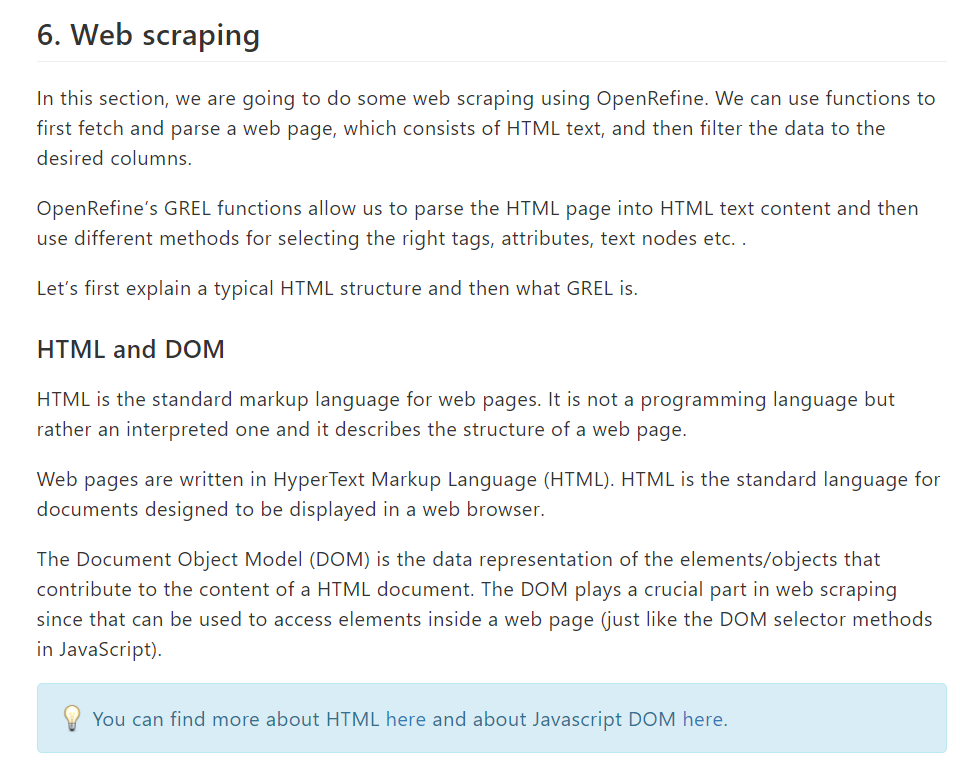 6. Web scraping
In this section, we are going to do some web scraping using OpenRefine. We can use functions to
first fetch and parse a web page, which consists of HTML text, and then filter the data to the
desired columns.
OpenRefine’s GREL functions allow us to parse the HTML page into HTML text content and then
use different methods for selecting the right tags, attributes, text nodes etc. .
Let’s first explain a typical HTML structure and then what GREL is.
HTML and DOM
HTML is the standard markup language for web pages. It is not a programming language but
rather an interpreted one and it describes the structure of a web page.
Web pages are written in HyperText Markup Language (HTML). HTML is the standard language for
documents designed to be displayed in a web browser.
The Document Object Model (DOM) is the data representation of the elements/objects that
contribute to the content of a HTML document. The DOM plays a crucial part in web scraping
since that can be used to access elements inside a web page (just like the DOM selector methods
in JavaScript).
You can find more about HTML here and about Javascript DOM here.